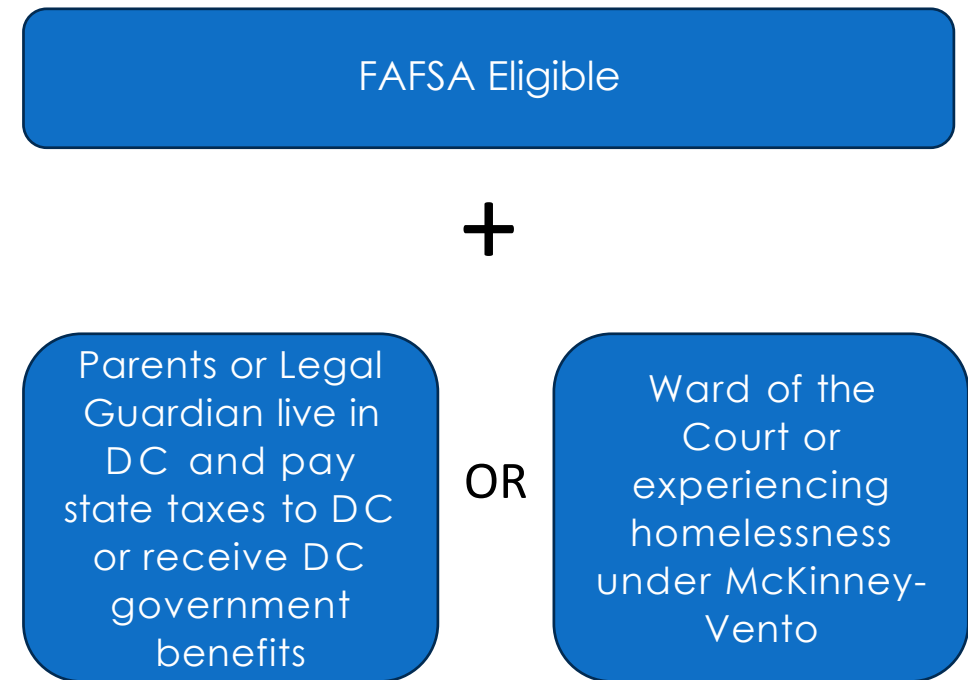 FAFSA Eligible
+
Parents or Legal
Guardian live in
DC and pay
state taxes to DC
or receive DC
government
benefits
OR
Ward of the
Court or
experiencing
homelessness
under McKinney-
Vento